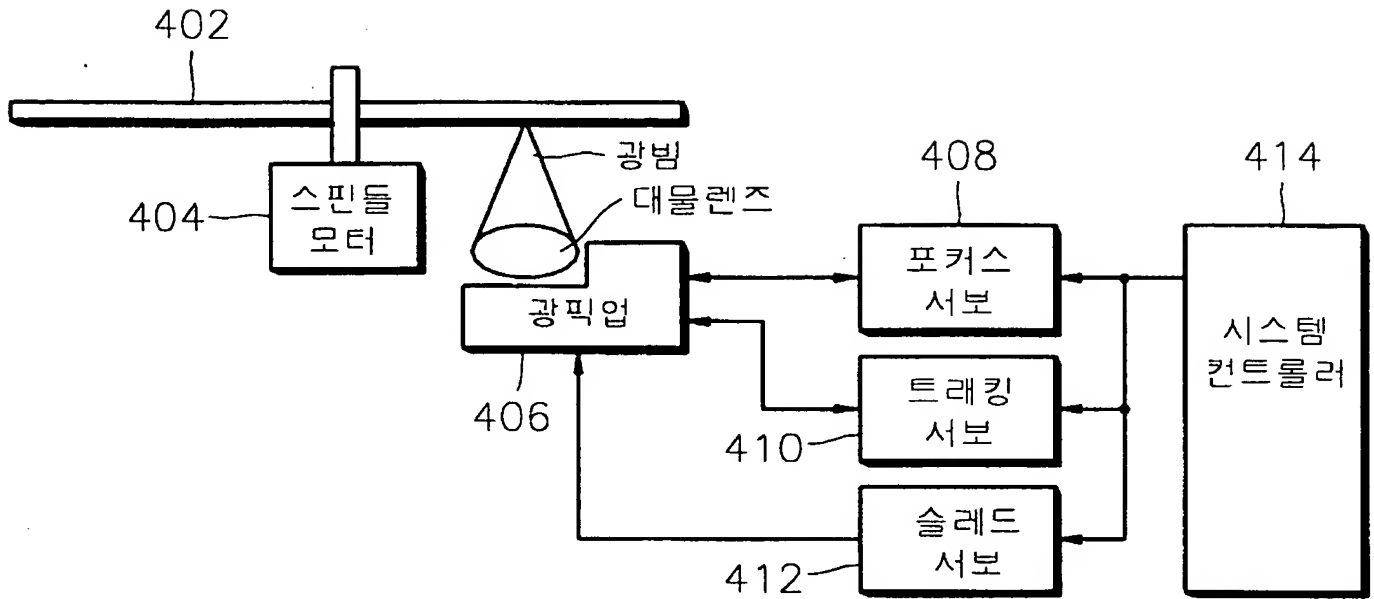 402
광빔
408
414
대물렌즈
404
스핀들
모터
포커스
서보
광픽업
시스템
컨트롤러
406
트래킹
서보
410
슬레드
서보
412